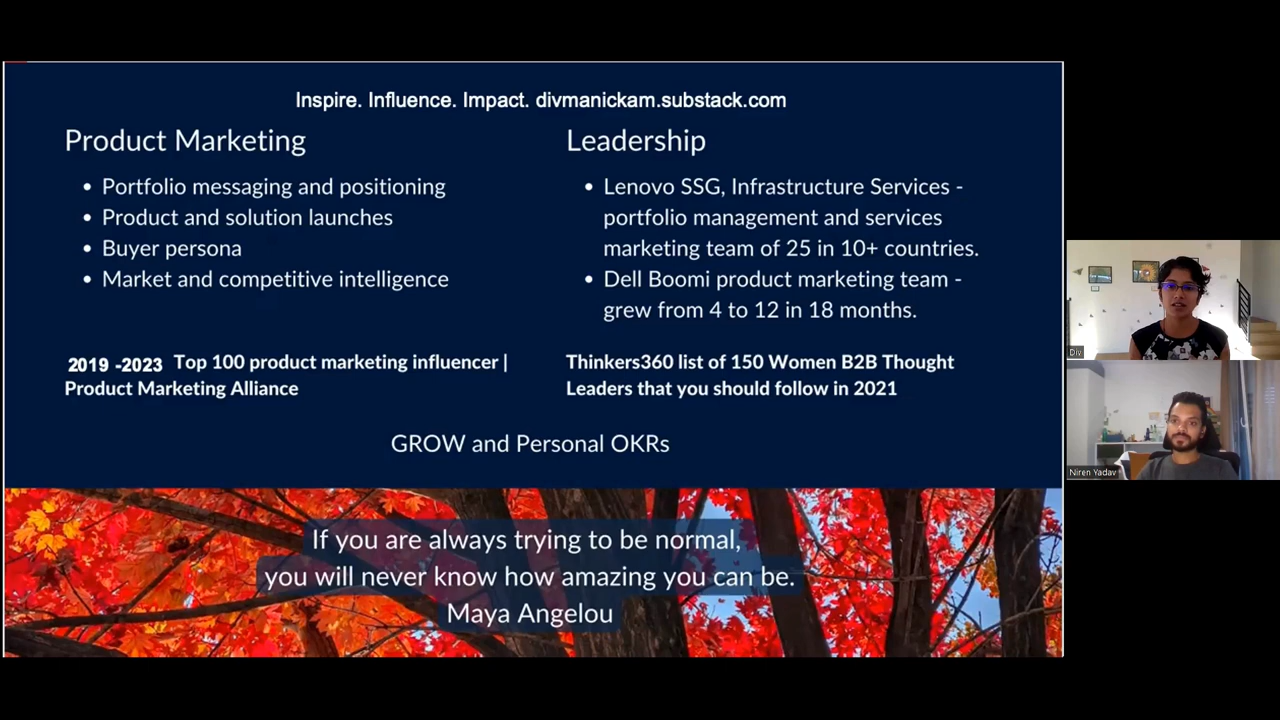 Inspire. Influence. Impact. divmanickam.substack.com
Product Marketing
• Portfolio messaging and positioning
• Product and solution launches
• Buyer persona
• Market and competitive intelligence
2019 -2023 Top 100 product marketing influencer |
Product Marketing Alliance
Leadership
• Lenovo SSG, Infrastructure Services -
portfolio management and services
marketing team of 25 in 10+ countries.
• Dell Boomi product marketing team -
grew from 4 to 12 in 18 months.
Thinkers360 list of 150 Women B2B Thought
Leaders that you should follow in 2021
GROW and Personal OKRs
If you are always trying to be normal,
you will never know how amazing you can be.
Maya Angelou
Div
Niren Yadav